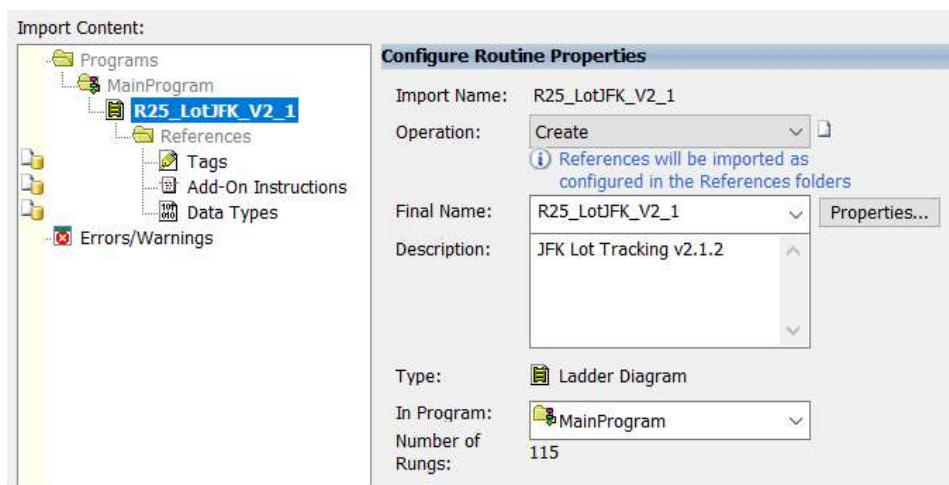 Import Content:
Programs
MainProgram
R25_LotJFK_V2_1
References
Tags
Add-On Instructions
Data Types
Errors/Warnings
Configure Routine Properties
Import Name: R25_LotJFK_V2_1
Operation: Create
References will be imported as
configured in the References folders
Final Name: R25_LotJFK_V2_1 Properties...
Description: JFK Lot Tracking v2.1.2
Type: Ladder Diagram
In Program: MainProgram
Number of
Rungs: 115